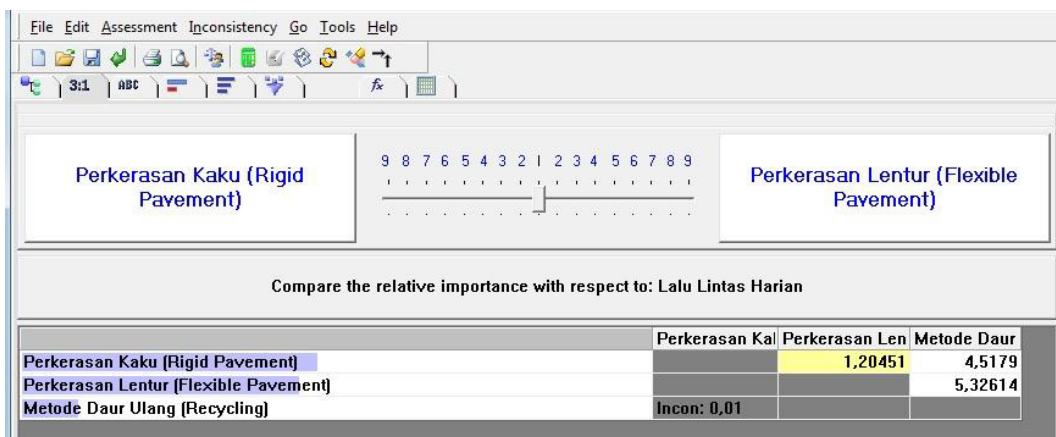 File Edit Assessment Inconsistency Go Tools Help
3:1 ABC fx
9 8 7 6 5 4 3 2 1 2 3 4 5 6 7 8 9
Perkerasan Kaku (Rigid
Pavement)
Perkerasan Lentur (Flexible
Pavement)
Compare the relative importance with respect to: Lalu Lintas Harian
Perkerasan Kal Perkerasan Len Metode Daur
Perkerasan Kaku (Rigid Pavement) 1,20451 4,5179
Perkerasan Lentur (Flexible Pavement) 5,32614
Metode Daur Ulang (Recycling) Incon: 0,01